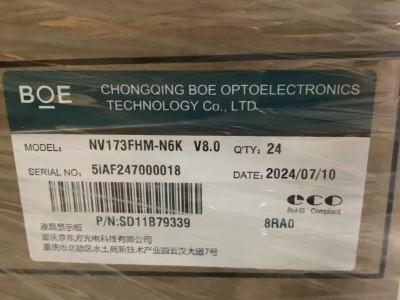 BOE
CHONGQING BOE OPTOELECTRONICS
TECHNOLOGY Co., LTD
MODEL: NV173FHM-N6K V8.0 Q'TY: 24
SERIAL NO.: 5iAF247000018 DATE: 2024/07/10
P/N:SD11B79339
eco
RoHS Compliant
8RA0
液晶显示板
重庆京东方光电科技有限公司
重庆市北碚区水土高新技术产业园云汉大道7号